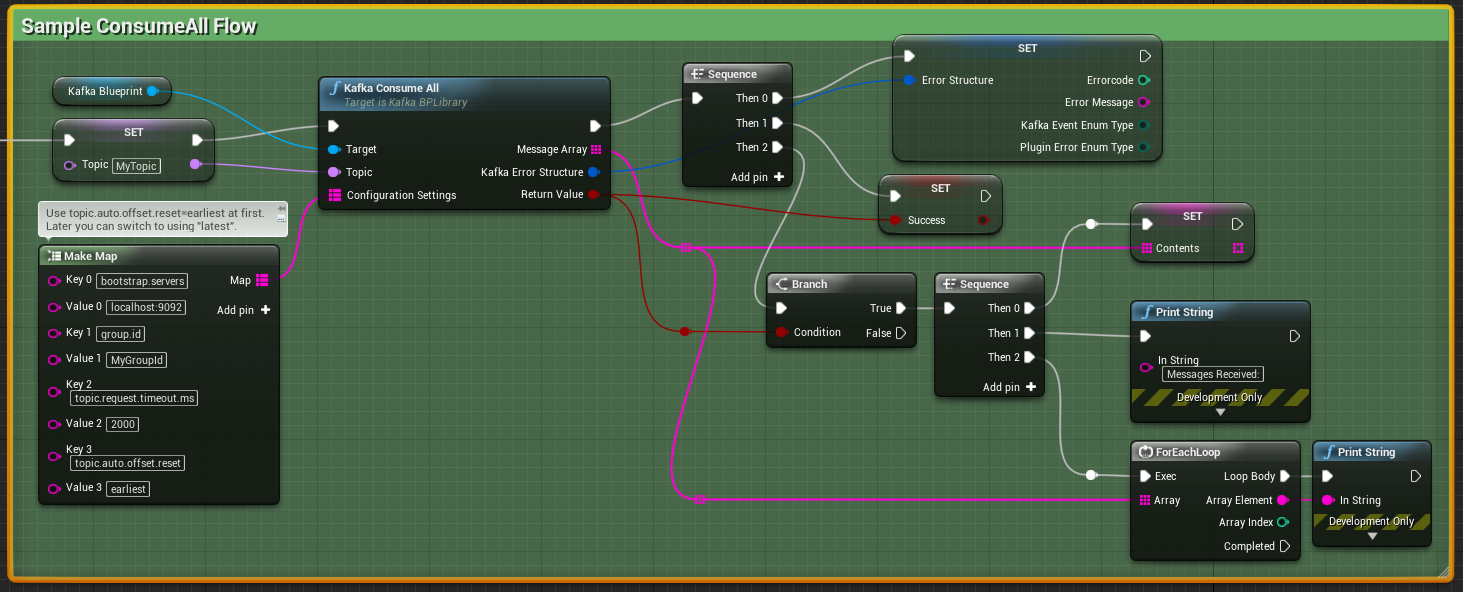 Sample ConsumeAll Flow
Kafka Blueprint
SET
Topic MyTopic
Use topic.auto.offset.reset=earliest at first.
Later you can switch to using "latest".
Make Map
Key 0 bootstrap.servers
Map
Value 0 localhost:9092
Add pin +
Key 1 group.id
Value 1 MyGroupId
Key 2
topic.request.timeout.ms
Value 2 2000
Key 3
topic.auto.offset.reset
Value 3 earliest
f Kafka Consume All
Target is Kafka BPLibrary
Target
Message Array
Topic
Kafka Error Structure
Configuration Settings
Return Value
Sequence
Then 0
Then 1
Then 2
Add pin +
SET
Error Structure
Errorcode
Error Message
Kafka Event Enum Type
Plugin Error Enum Type
SET
Success
Branch
True
Condition
False
Sequence
Then 0
Then 1
Then 2
Add pin +
SET
Contents
f Print String
In String
Messages Received:
Development Only
ForEachLoop
Exec
Loop Body
Array
Array Element
Array Index
Completed
f Print String
In String
Development Only